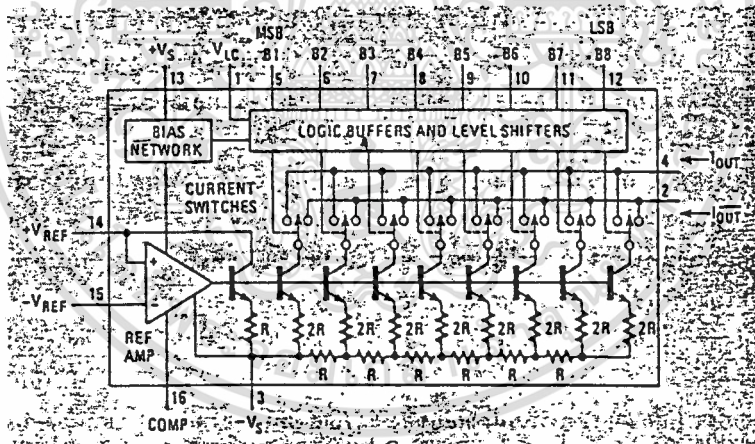 MSB LSB
+VS VLC B1 B2 B3 B4 B5 B6 B7 B8
13 1 5 6 7 8 9 10 11 12
BIAS
NETWORK
LOGIC BUFFERS AND LEVEL SHIFTERS
4 IOUT
CURRENT
SWITCHES
2
IOUT
+VREF 14
+
-VREF 15
-
REF
AMP
R 2R 2R 2R 2R 2R 2R 2R 2R
R R R R R R
16 3
COMP -VS